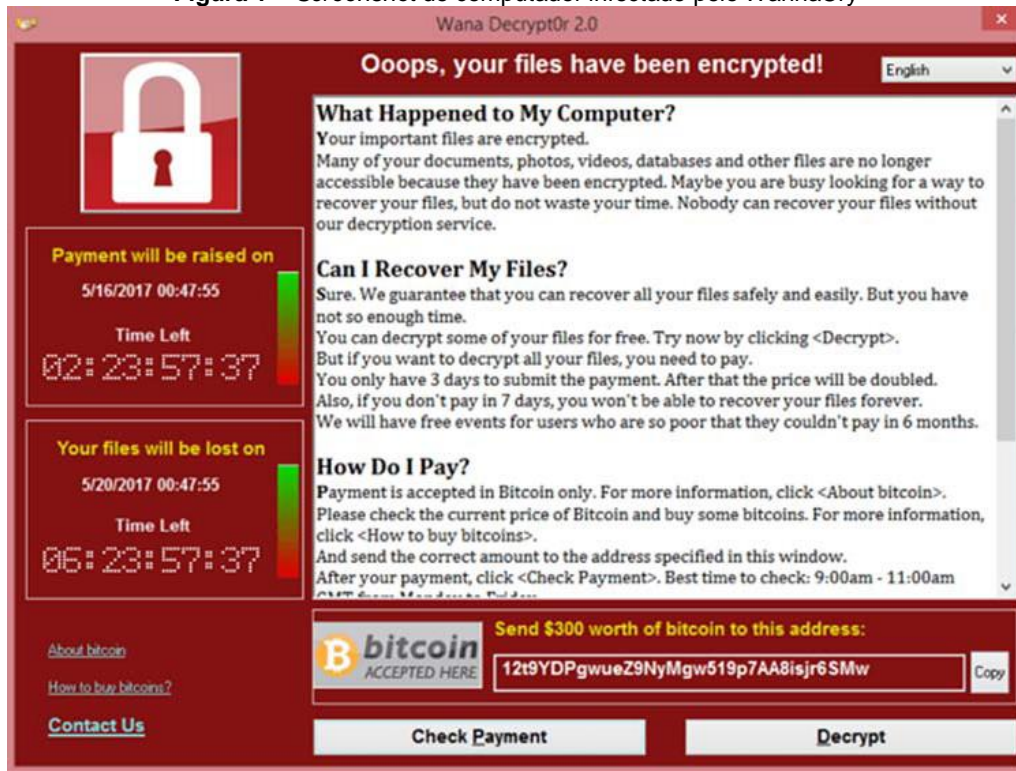 Figura 1 – Screenshot de computador infectado pelo WannaCry
Wana Decrypt0r 2.0
Ooops, your files have been encrypted!
English
What Happened to My Computer?
Your important files are encrypted.
Many of your documents, photos, videos, databases and other files are no longer
accessible because they have been encrypted. Maybe you are busy looking for a way to
recover your files, but do not waste your time. Nobody can recover your files without
our decryption service.
Can I Recover My Files?
Sure. We guarantee that you can recover all your files safely and easily. But you have
not so enough time.
You can decrypt some of your files for free. Try now by clicking <Decrypt>.
But if you want to decrypt all your files, you need to pay.
You only have 3 days to submit the payment. After that the price will be doubled.
Also, if you don't pay in 7 days, you won't be able to recover your files forever.
We will have free events for users who are so poor that they couldn't pay in 6 months.
How Do I Pay?
Payment is accepted in Bitcoin only. For more information, click <About bitcoin>.
Please check the current price of Bitcoin and buy some bitcoins. For more information,
click <How to buy bitcoins>.
And send the correct amount to the address specified in this window.
After your payment, click <Check Payment>. Best time to check: 9:00am - 11:00am
GMT from Monday to Friday
Payment will be raised on
5/16/2017 00:47:55
Time Left
02:23:57:37
Your files will be lost on
5/20/2017 00:47:55
Time Left
06:23:57:37
About bitcoin
How to buy bitcoins?
Contact Us
bitcoin
ACCEPTED HERE
Send $300 worth of bitcoin to this address:
12t9YDPgwueZ9NyMgw519p7AA8isjr6SMw
Copy
Check Payment
Decrypt